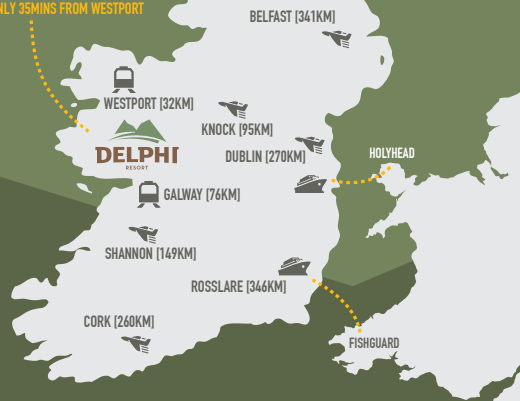 NLY 35MINS FROM WESTPORT
BELFAST [341KM]
WESTPORT [32KM]
KNOCK [95KM]
DELPHI
RESORT
DUBLIN [270KM]
HOLYHEAD
GALWAY [76KM]
SHANNON [149KM]
ROSSLARE [346KM]
CORK [260KM]
FISHGUARD